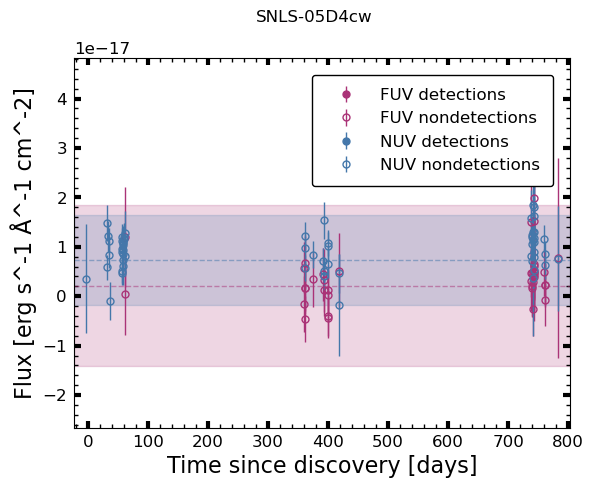 SNLS-05D4cw
1e−17
FUV detections
FUV nondetections
NUV detections
NUV nondetections
4
3
2
1
0
−1
−2
Flux [erg s^-1 Å^-1 cm^-2]
0 100 200 300 400 500 600 700 800
Time since discovery [days]